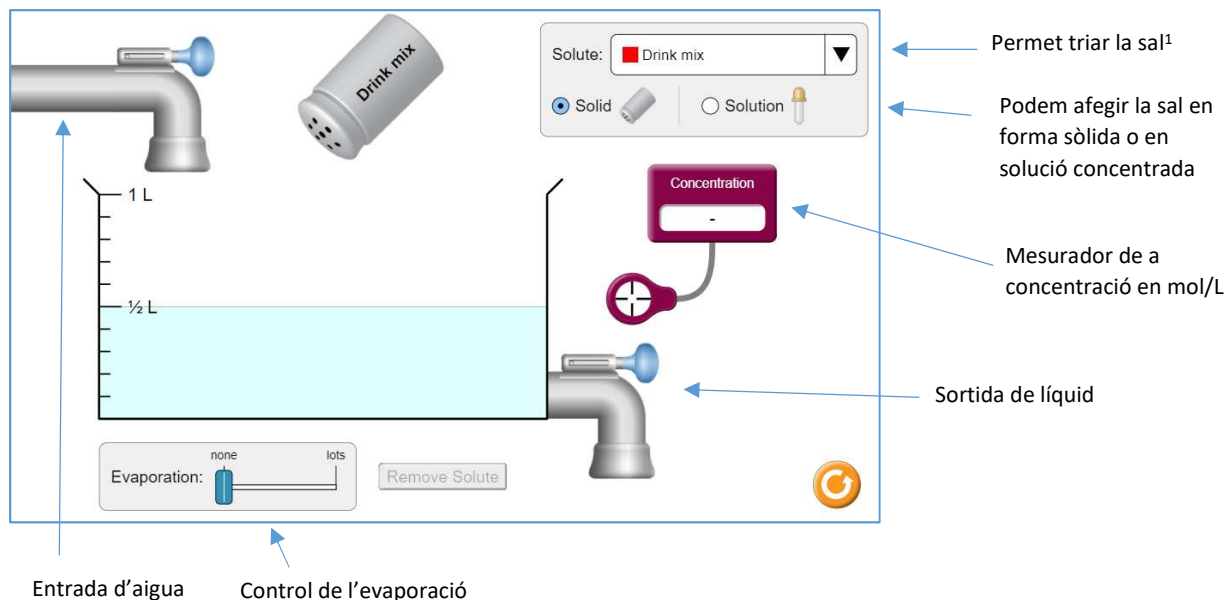 Drink mix
Solute: Drink mix
Solid
Solution
Permet triar la sal¹
Podem afegir la sal en
forma sòlida o en
solució concentrada
Concentration
-
1 L
½ L
Mesurador de a
concentració en mol/L
Sortida de líquid
none
lots
Evaporation:
Remove Solute
Entrada d’aigua
Control de l’evaporació